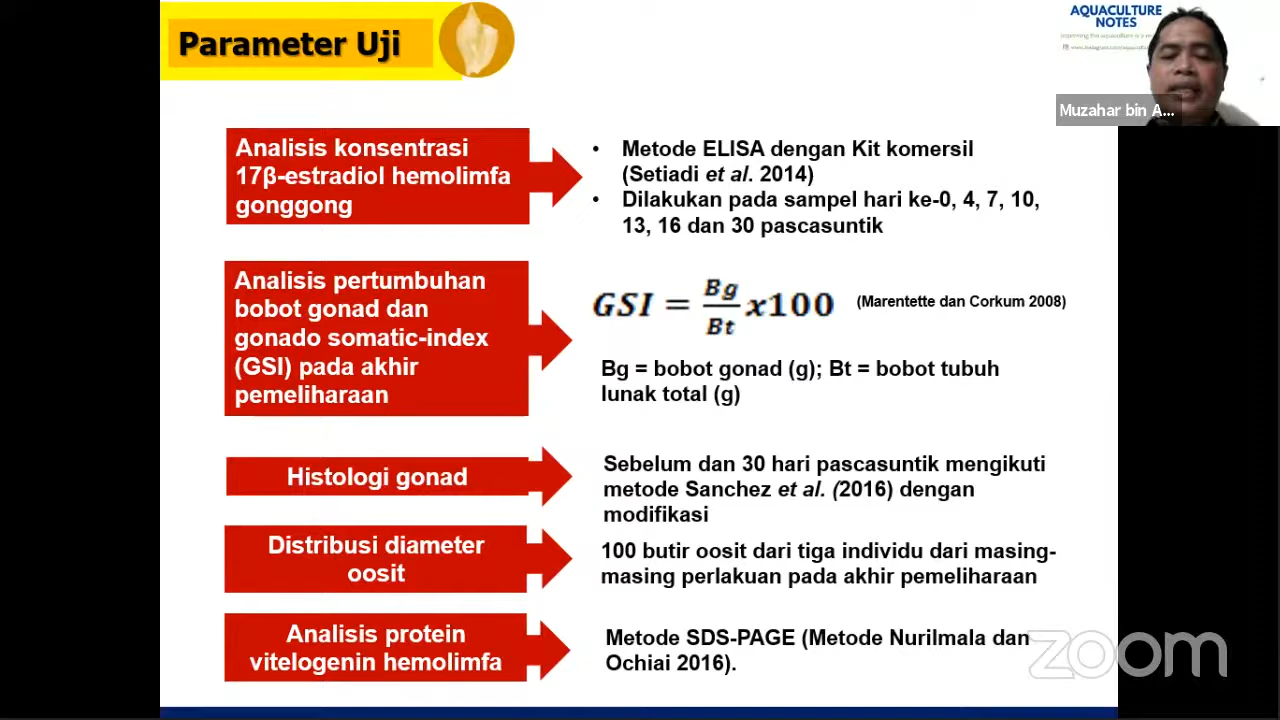 Parameter Uji
AQUACULTURE
NOTES
Muzahar bin A...
Analisis konsentrasi
17β-estradiol hemolimfa
gonggong
• Metode ELISA dengan Kit komersil
(Setiadi et al. 2014)
• Dilakukan pada sampel hari ke-0, 4, 7, 10,
13, 16 dan 30 pascasuntik
Analisis pertumbuhan
bobot gonad dan
gonado somatic-index
(GSI) pada akhir
pemeliharaan
GSI = Bg/Bt x100
(Marentette dan Corkum 2008)
Bg = bobot gonad (g); Bt = bobot tubuh
lunak total (g)
Histologi gonad
Sebelum dan 30 hari pascasuntik mengikuti
metode Sanchez et al. (2016) dengan
modifikasi
Distribusi diameter
oosit
100 butir oosit dari tiga individu dari masing-
masing perlakuan pada akhir pemeliharaan
Analisis protein
vitelogenin hemolimfa
Metode SDS-PAGE (Metode Nurilmala dan
Ochiai 2016).
zoom